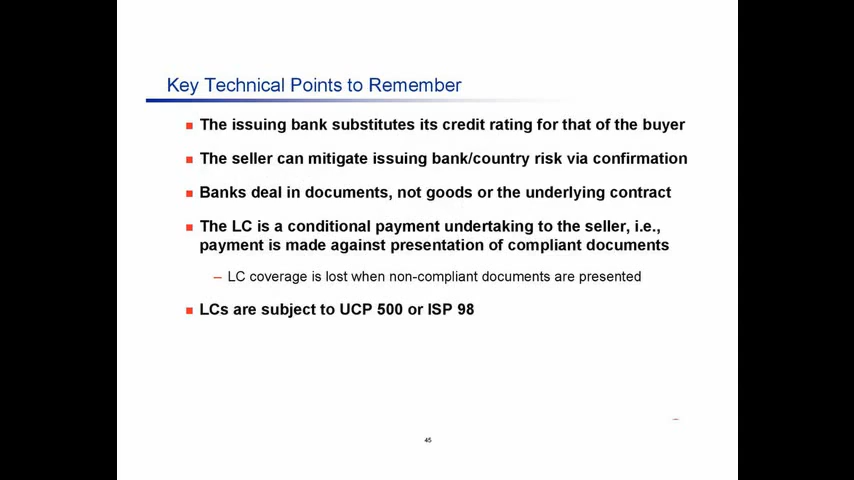 Key Technical Points to Remember
The issuing bank substitutes its credit rating for that of the buyer
The seller can mitigate issuing bank/country risk via confirmation
Banks deal in documents, not goods or the underlying contract
The LC is a conditional payment undertaking to the seller, i.e.,
payment is made against presentation of compliant documents
– LC coverage is lost when non-compliant documents are presented
LCs are subject to UCP 500 or ISP 98
45